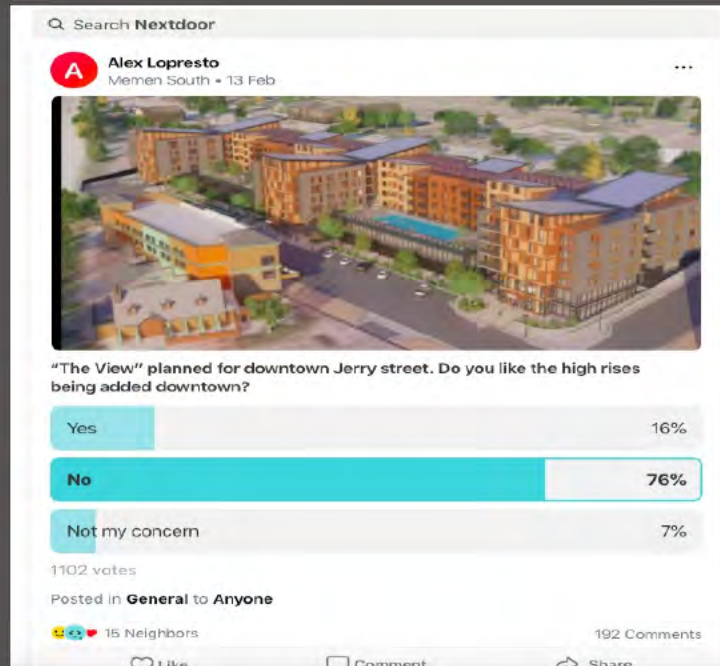 Search Nextdoor
A
Alex Lopresto
Memen South • 13 Feb
...
"The View" planned for downtown Jerry street. Do you like the high rises
being added downtown?
Yes 16%
No 76%
Not my concern 7%
1102 votes
Posted in General to Anyone
15 Neighbors 192 Comments
Like Comment Share